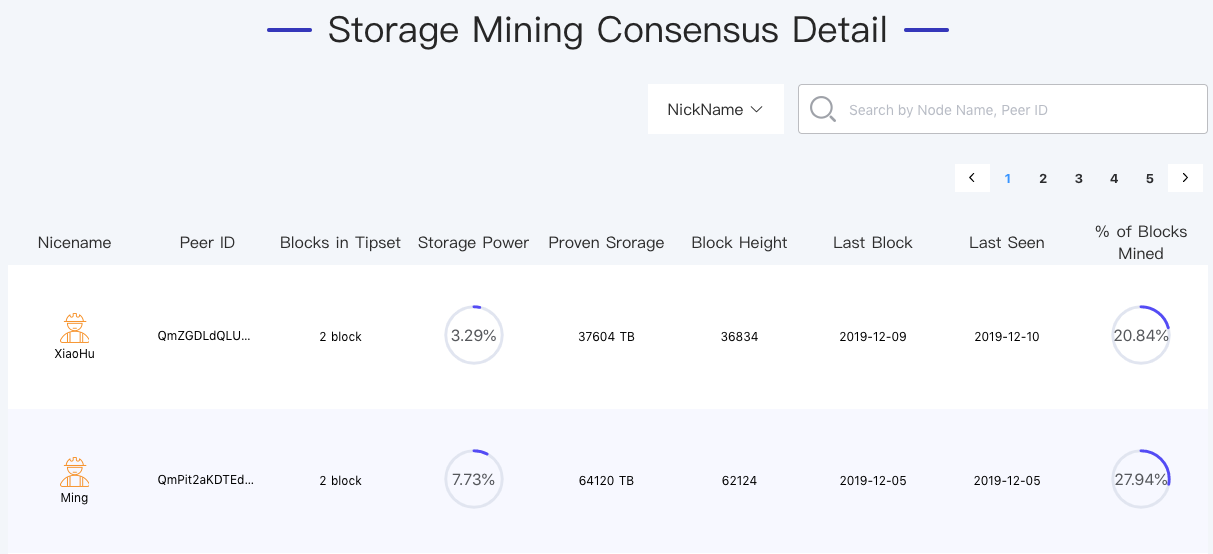 Storage Mining Consensus Detail
NickName
Search by Node Name, Peer ID
1 2 3 4 5
Nicename Peer ID Blocks in Tipset Storage Power Proven Srorage Block Height Last Block Last Seen % of Blocks Mined
XiaoHu QmZGDLdQLU... 2 block 3.29% 37604 TB 36834 2019-12-09 2019-12-10 20.84%
Ming QmPit2aKDTEd... 2 block 7.73% 64120 TB 62124 2019-12-05 2019-12-05 27.94%